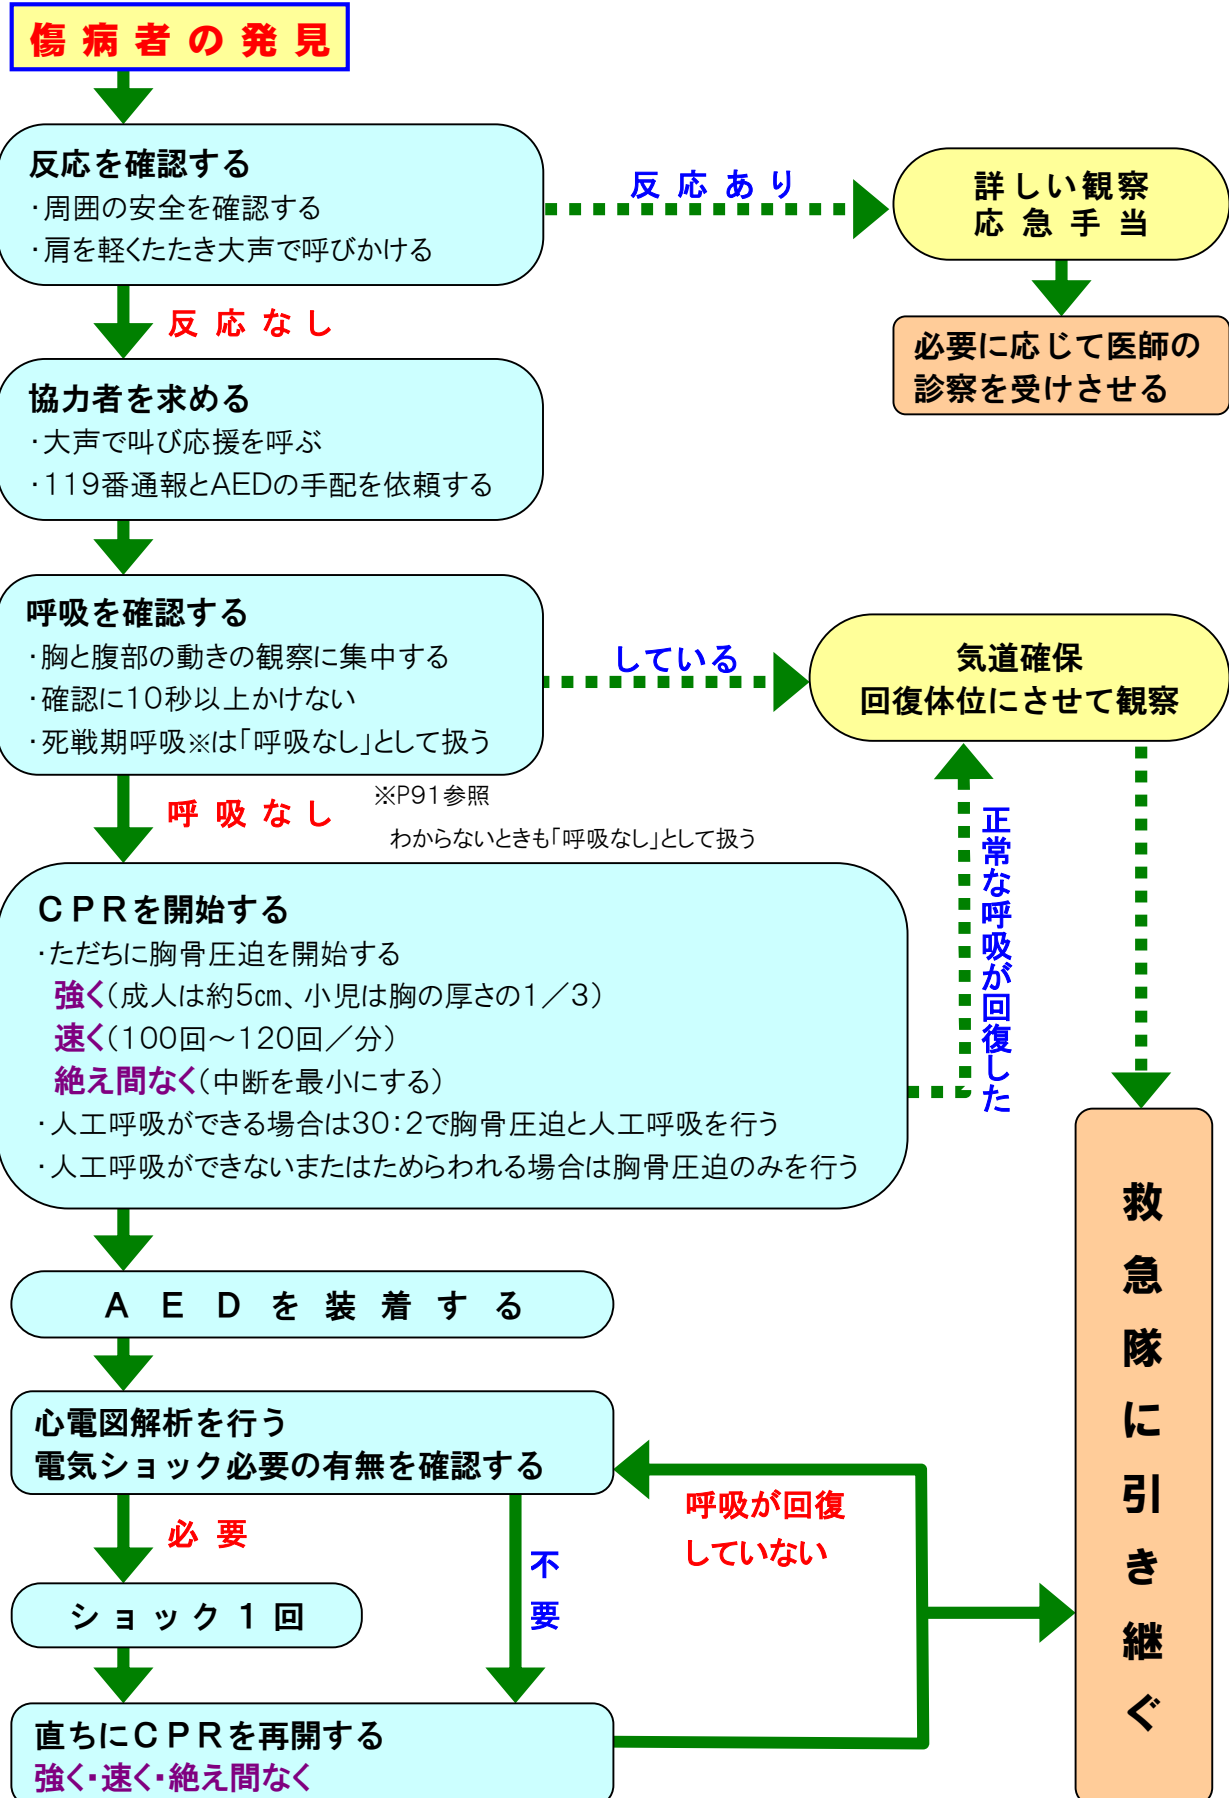 傷病者の発見
反応を確認する
・周囲の安全を確認する
・肩を軽くたたき大声で呼びかける
反応あり
詳しい観察
応急手当
必要に応じて医師の
診察を受けさせる
反応なし
協力者を求める
・大声で叫び応援を呼ぶ
・119番通報とAEDの手配を依頼する
呼吸を確認する
・胸と腹部の動きの観察に集中する
・確認に10秒以上かけない
・死戦期呼吸※は「呼吸なし」として扱う
している
気道確保
回復体位にさせて観察
呼吸なし
※P91参照
わからないときも「呼吸なし」として扱う
正常な呼吸が回復した
CPRを開始する
・ただちに胸骨圧迫を開始する
強く(成人は約5㎝、小児は胸の厚さの1／3)
速く(100回～120回／分)
絶え間なく(中断を最小にする)
・人工呼吸ができる場合は30：2で胸骨圧迫と人工呼吸を行う
・人工呼吸ができないまたはためらわれる場合は胸骨圧迫のみを行う
AEDを装着する
心電図解析を行う
電気ショック必要の有無を確認する
必要
不要
呼吸が回復
していない
ショック1回
直ちにCPRを再開する
強く・速く・絶え間なく
救急隊に引き継ぐ